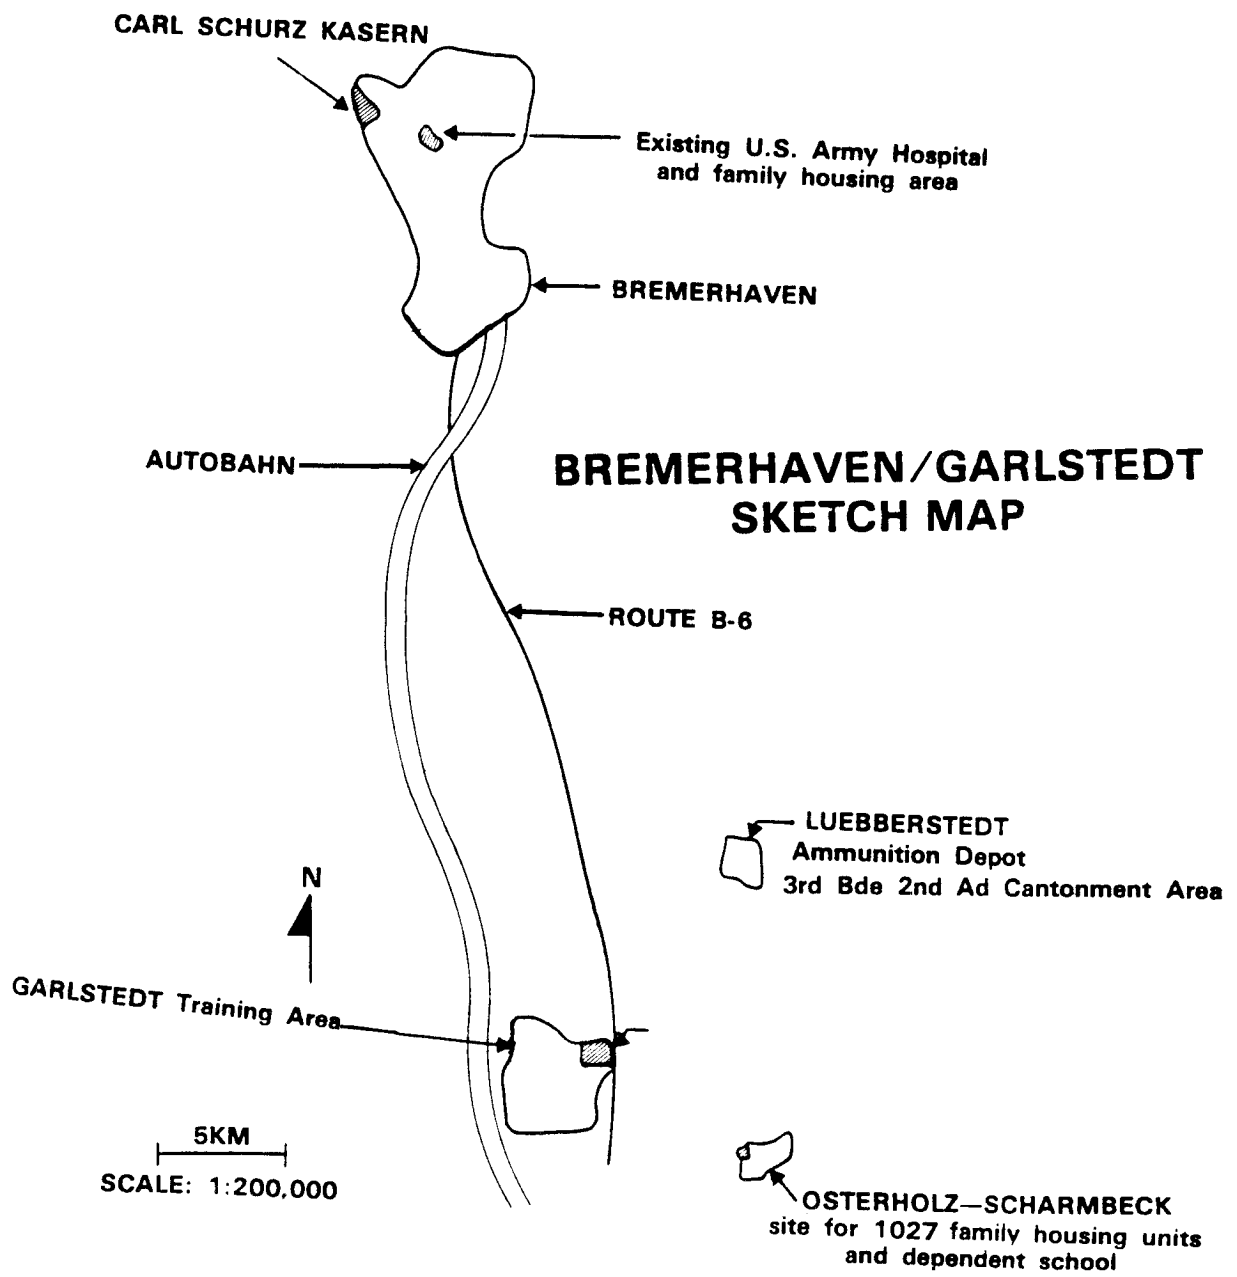 CARL SCHURZ KASERN
Existing U.S. Army Hospital
and family housing area
BREMERHAVEN
AUTOBAHN
BREMERHAVEN/GARLSTEDT
SKETCH MAP
ROUTE B-6
LUEBBERSTEDT
Ammunition Depot
3rd Bde 2nd Ad Cantonment Area
N
GARLSTEDT Training Area
5KM
SCALE: 1:200,000
OSTERHOLZ—SCHARMBECK
site for 1027 family housing units
and dependent school